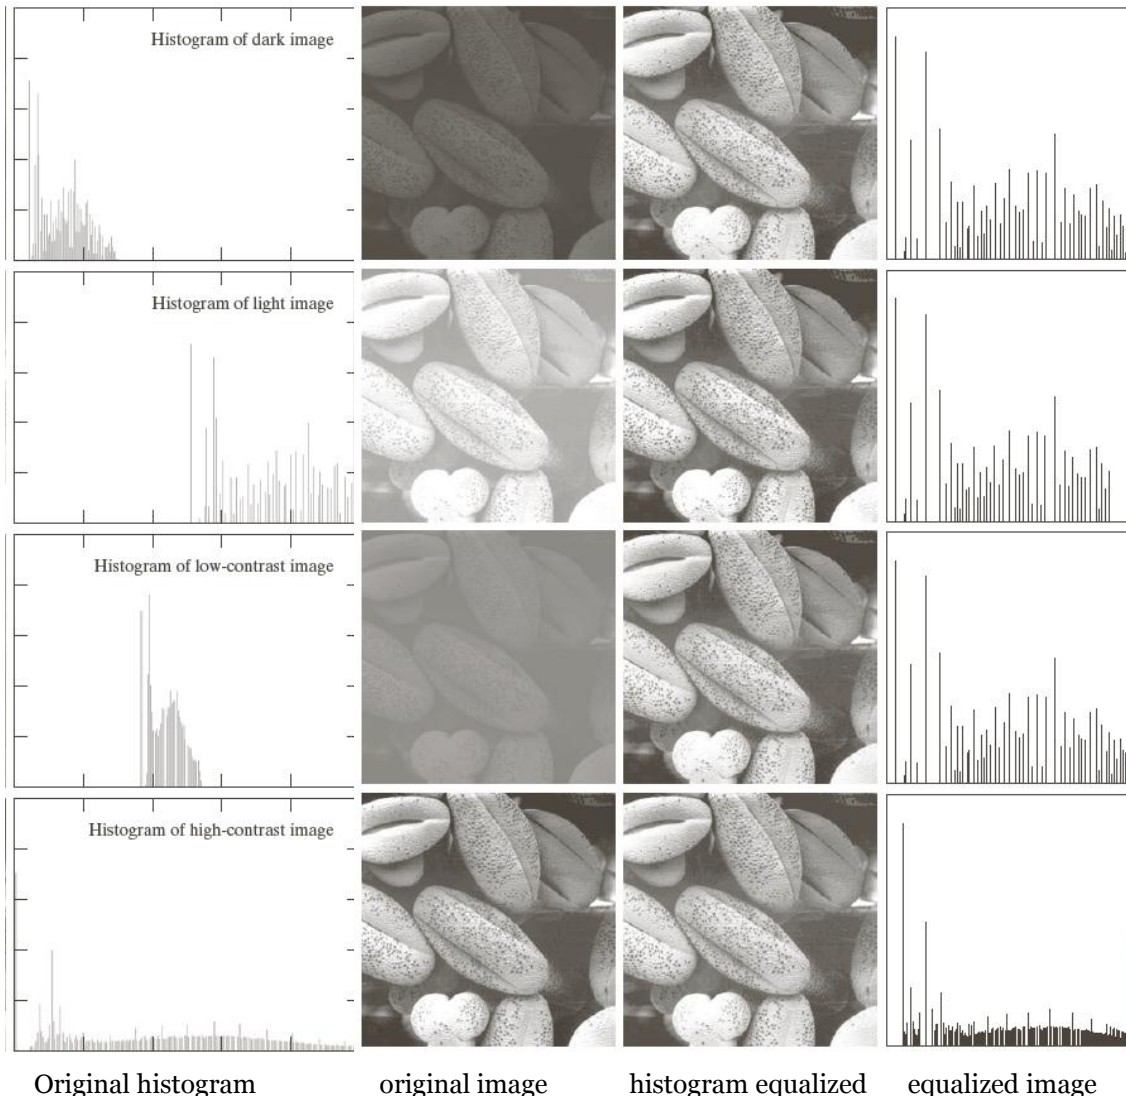 Histogram of dark image
Histogram of light image
Histogram of low-contrast image
Histogram of high-contrast image
Original histogram original image histogram equalized equalized image